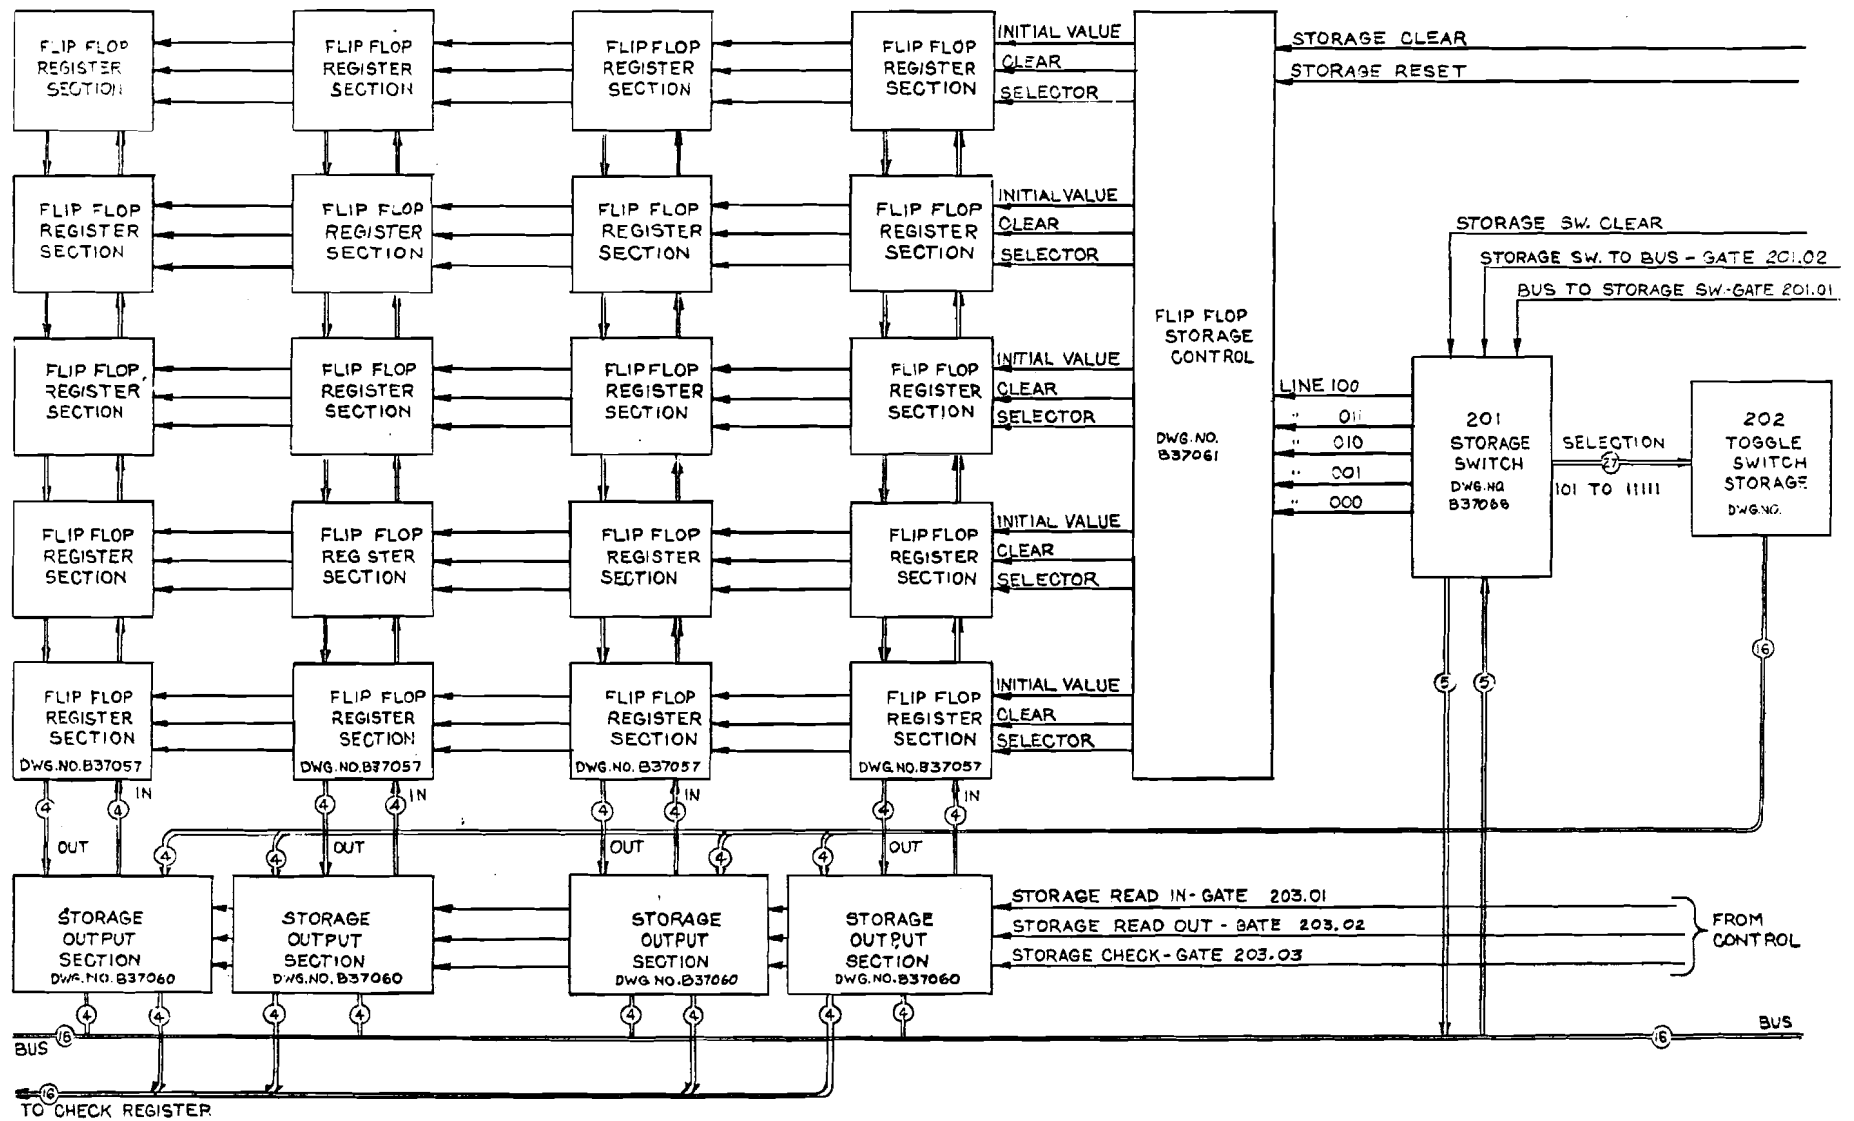 FLIP FLOP
REGISTER
SECTION
FLIP FLOP
REGISTER
SECTION
FLIP FLOP
REGISTER
SECTION
FLIP FLOP
REGISTER
SECTION
INITIAL VALUE
CLEAR
SELECTOR
STORAGE CLEAR
STORAGE RESET
FLIP FLOP
REGISTER
SECTION
FLIP FLOP
REGISTER
SECTION
FLIP FLOP
REGISTER
SECTION
FLIP FLOP
REGISTER
SECTION
INITIAL VALUE
CLEAR
SELECTOR
STORAGE SW. CLEAR
STORAGE SW. TO BUS - GATE 201.02
BUS TO STORAGE SW.-GATE 201.01
FLIP FLOP
STORAGE
CONTROL
DWG. NO.
B37061
FLIP FLOP
REGISTER
SECTION
FLIP FLOP
REGISTER
SECTION
FLIP FLOP
REGISTER
SECTION
FLIP FLOP
REGISTER
SECTION
INITIAL VALUE
CLEAR
SELECTOR
LINE 100
" 011
" 010
" 001
" 000
201
STORAGE
SWITCH
DWG. NO.
SELECTION
27
101 TO 11111
202
TOGGLE
SWITCH
STORAGE
DWG. NO.
FLIP FLOP
REGISTER
SECTION
FLIP FLOP
REG STER
SECTION
FLIP FLOP
REGISTER
SECTION
FLIP FLOP
REGISTER
SECTION
INITIAL VALUE
CLEAR
SELECTOR
16
FLIP FLOP
REGISTER
SECTION
DWG. NO. B37057
FLIP FLOP
REGISTER
SECTION
DWG. NO. B37057
FLIP FLOP
REGISTER
SECTION
DWG. NO. B37057
FLIP FLOP
REGISTER
SECTION
DWG. NO. B37057
INITIAL VALUE
CLEAR
SELECTOR
5 5
4 4 IN 4 4 IN 4 4 IN 4 4 IN
OUT OUT OUT OUT
4 4 4 4
STORAGE
OUTPUT
SECTION
DWG. NO. B37060
STORAGE
OUTPUT
SECTION
DWG. NO. B37060
STORAGE
OUTPUT
SECTION
DWG. NO. B37060
STORAGE
OUTPUT
SECTION
DWG. NO. B37060
STORAGE READ IN - GATE 203.01
STORAGE READ OUT - GATE 203.02
STORAGE CHECK - GATE 203.03
FROM
CONTROL
4 4 4 4 4 4 4 4
BUS 16
16 BUS
16
TO CHECK REGISTER